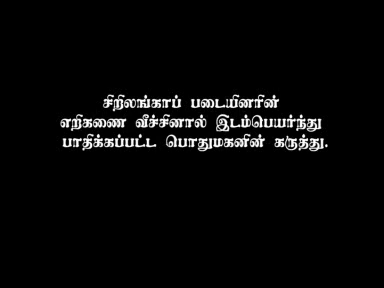 சிறிலங்காப் படையினரின்
எறிகணை வீச்சினால் இடம்பெயர்ந்து
பாதிக்கப்பட்ட பொதுமகனின் கருத்து.